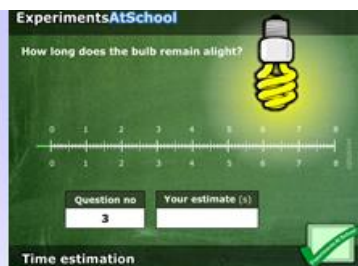 ExperimentsAtSchool
How long does the bulb remain alight?
0 1 2 3 4 5 6 7 8
0 1 2 3 4 5 6 7 8
Question no
Your estimate (s)
3
Time estimation